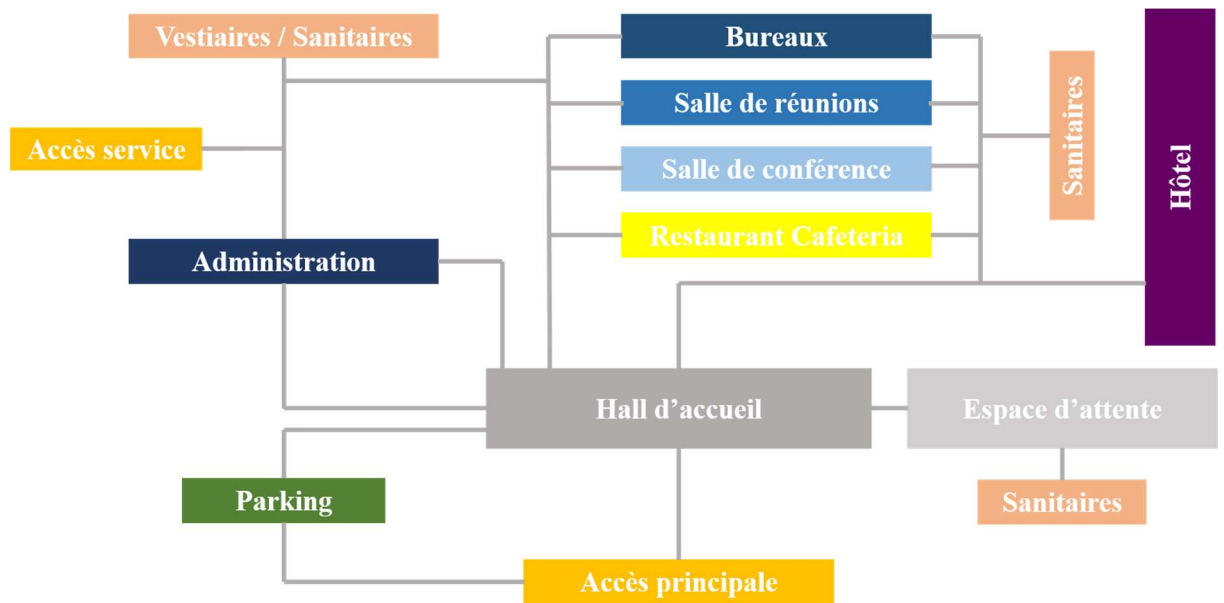 Vestiaires / Sanitaires
Bureaux
Salle de réunions
Sanitaires
Hôtel
Accès service
Salle de conférence
Restaurant Cafeteria
Administration
Hall d’accueil
Espace d’attente
Parking
Sanitaires
Accès principale